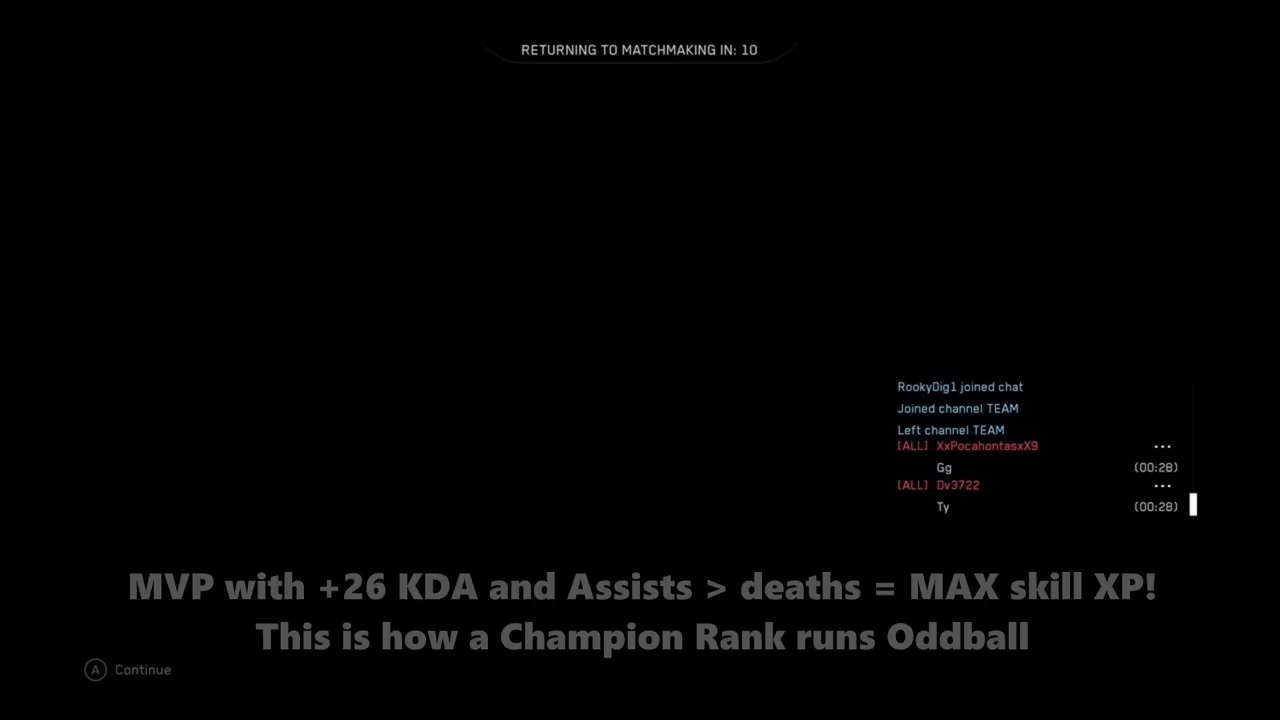 RETURNING TO MATCHMAKING IN: 10
RookyDig1 joined chat
Joined channel TEAM
Left channel TEAM
[ALL] XxPocahontasxX9 ...
Gg (00:28)
[ALL] Dv3722 ...
Ty (00:28)
MVP with +26 KDA and Assists > deaths = MAX skill XP!
This is how a Champion Rank runs Oddball
A Continue